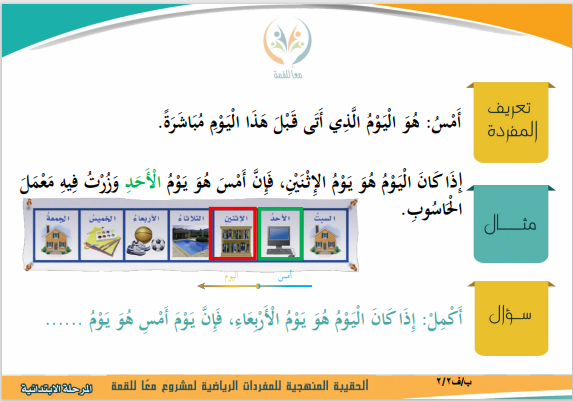 معًا للقمة
تعريف
المفردة
أَمْسُ: هُوَ الْيَوْمُ الَّذِي أَتَى قَبْلَ هَذَا الْيَوْمِ مُبَاشَرَةً.
مثـــال
إِذَا كَانَ الْيَوْمُ هُوَ يَوْمُ الإِثْنَيْنِ، فَإِنَّ أَمْسَ هُوَ يَوْمُ الْأَحَدِ وَزُرْتُ فِيهِ مَعْمَلَ
الْحَاسُوبِ.
السبتُ الأحدُ الإثنين الثلاثاءُ الأربعاءُ الخميسُ الجمعةُ
أمس اليوم
سـؤال
أَكْمِلْ: إِذَا كَانَ الْيَوْمُ هُوَ يَوْمُ الْأَرْبِعَاءِ، فَإِنَّ يَوْمَ أَمْسِ هُوَ يَوْمُ ......
ب/ف٢/٢
الحقيبة المنهجية للمفردات الرياضية لمشروع معًا للقمة
المرحلة الابتدائية